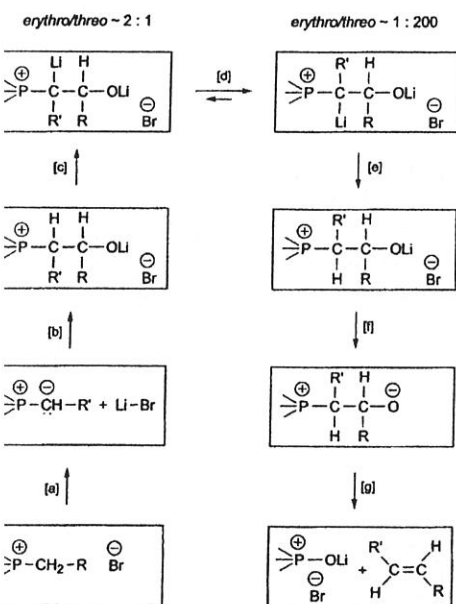 erythro/threo ~ 2 : 1
erythro/threo ~ 1 : 200
Li H
⊕P—C—C—OLi
R' R ⊖Br
[d]
R' H
⊕P—C—C—OLi
Li R ⊖Br
[c]
[e]
H H
⊕P—C—C—OLi
R' R ⊖Br
R' H
⊕P—C—C—OLi
H R ⊖Br
[b]
[f]
⊕P—⊖CH—R' + Li—Br
R' H
⊕P—C—C—O⊖
H R
[a]
[g]
⊕P—CH2—R ⊖Br
⊕P—OLi
⊖Br
+
R' H
C=C
H R